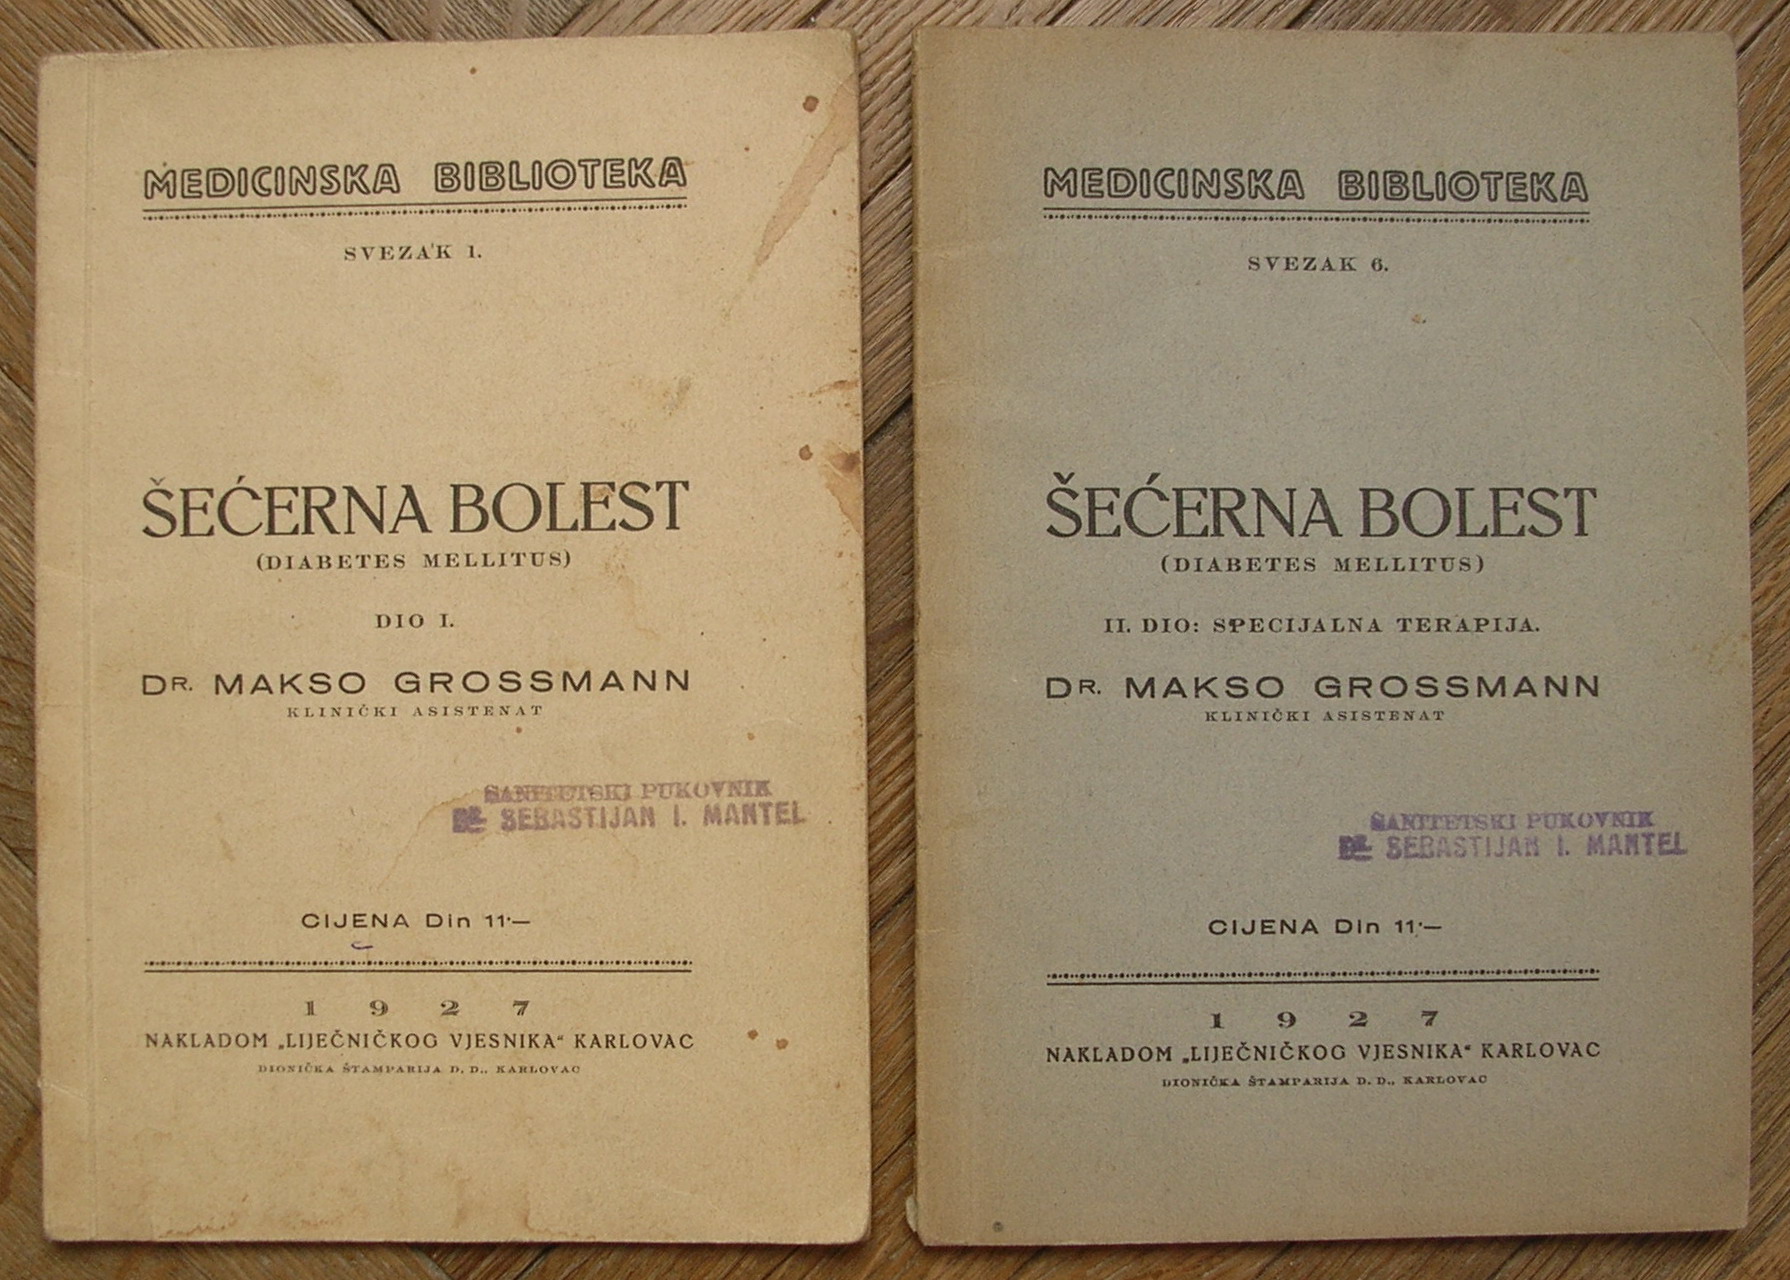 MEDICINSKA BIBLIOTEKA
SVEZAK 1.
ŠEĆERNA BOLEST
(DIABETES MELLITUS)
DIO I.
DR. MAKSO GROSSMANN
KLINIČKI ASISTENAT
SANITETSKI PUKOVNIK
DR. SEBASTIJAN I. MANTEL
CIJENA Din 11·—
1927
NAKLADOM „LIJEČNIČKOG VJESNIKA“ KARLOVAC
DIONIČKA ŠTAMPARIJA D. D., KARLOVAC
MEDICINSKA BIBLIOTEKA
SVEZAK 6.
ŠEĆERNA BOLEST
(DIABETES MELLITUS)
II. DIO: SPECIJALNA TERAPIJA.
DR. MAKSO GROSSMANN
KLINIČKI ASISTENAT
SANITETSKI PUKOVNIK
DR. SEBASTIJAN I. MANTEL
CIJENA Din 11·—
1927
NAKLADOM „LIJEČNIČKOG VJESNIKA“ KARLOVAC
DIONIČKA ŠTAMPARIJA D. D., KARLOVAC